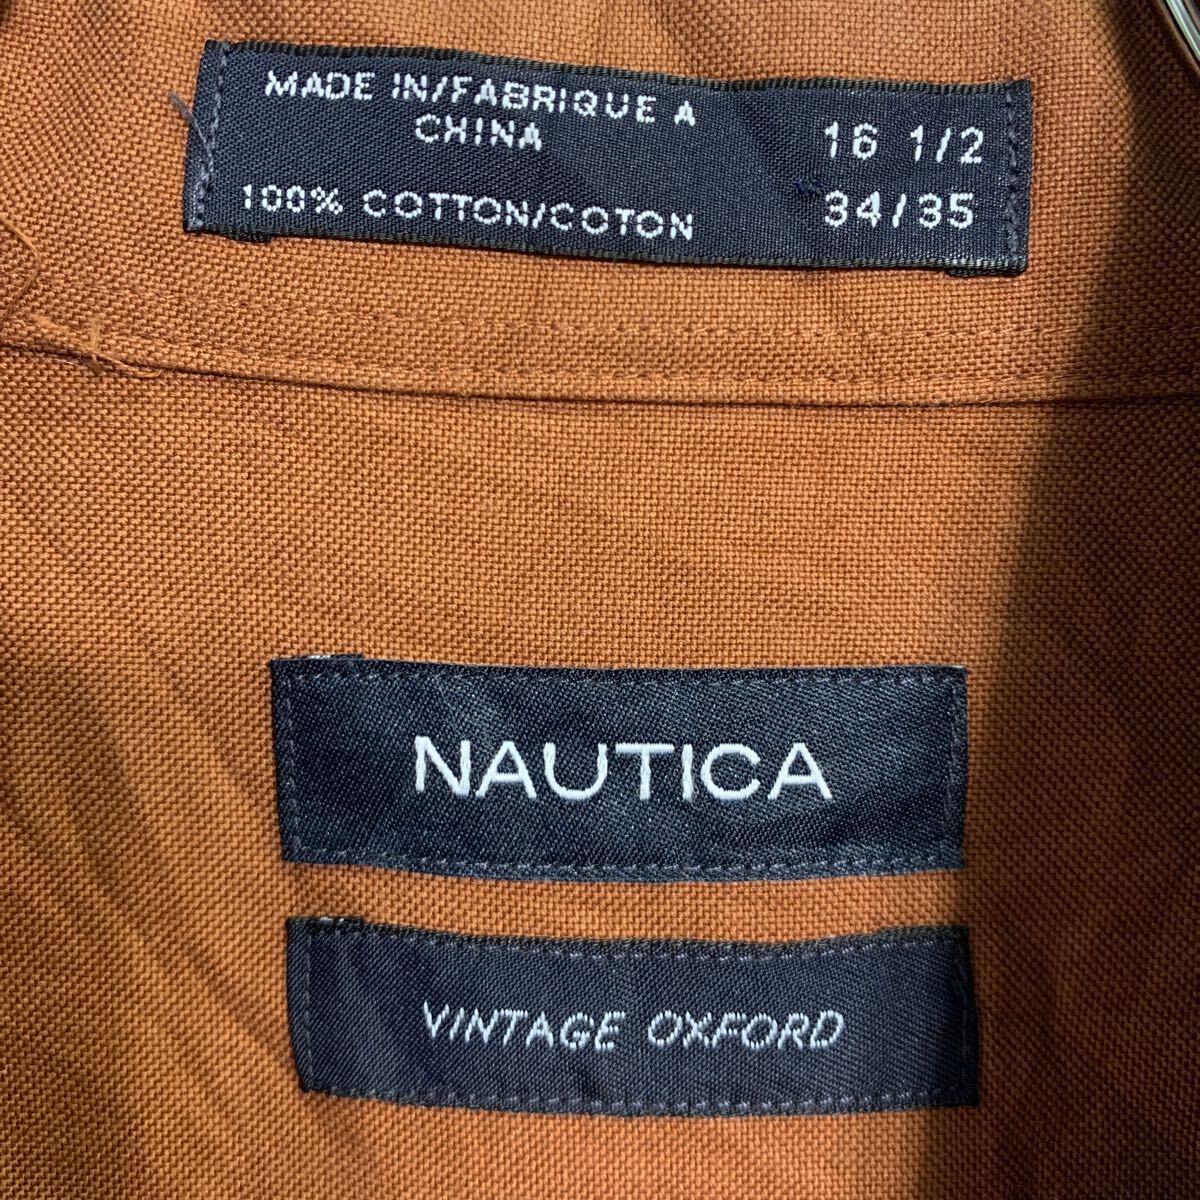 MADE IN/FABRIQUE A
CHINA
100% COTTON/COTON
16 1/2
34/35
NAUTICA
VINTAGE OXFORD